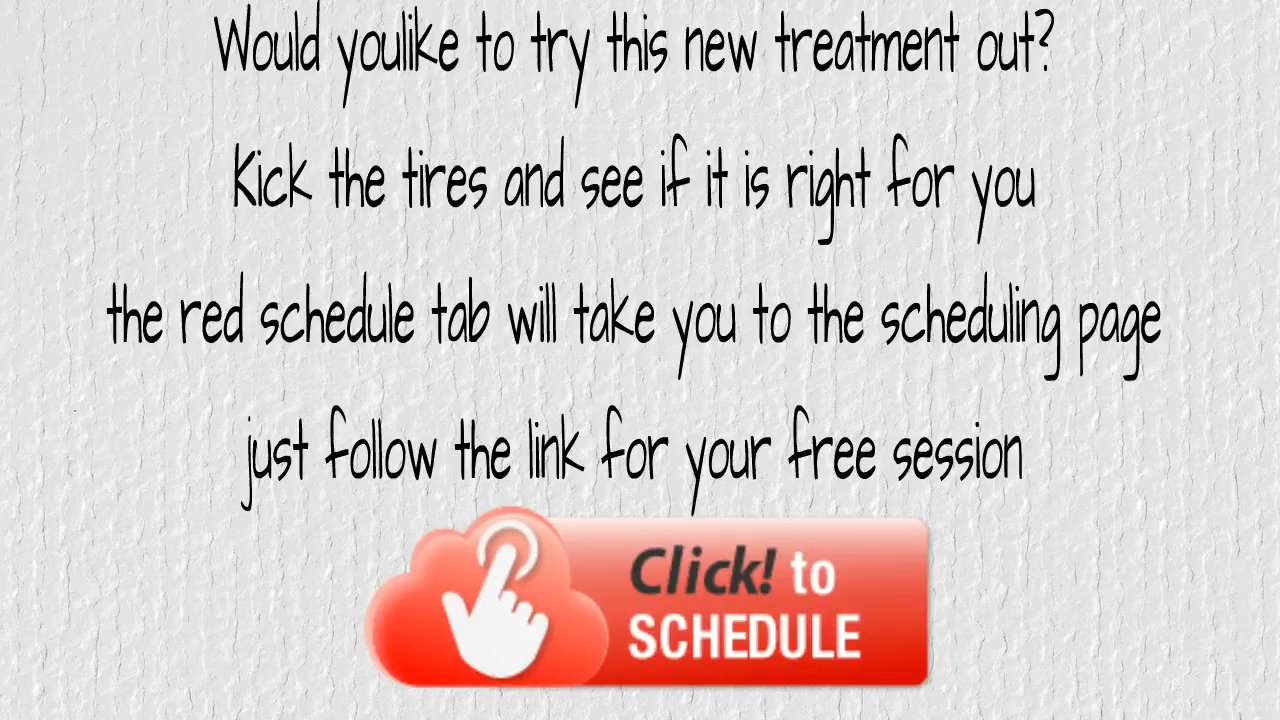 Would youlike to try this new treatment out?
Kick the tires and see if it is right for you
the red schedule tab will take you to the scheduling page
just follow the link for your free session
Click! to
SCHEDULE